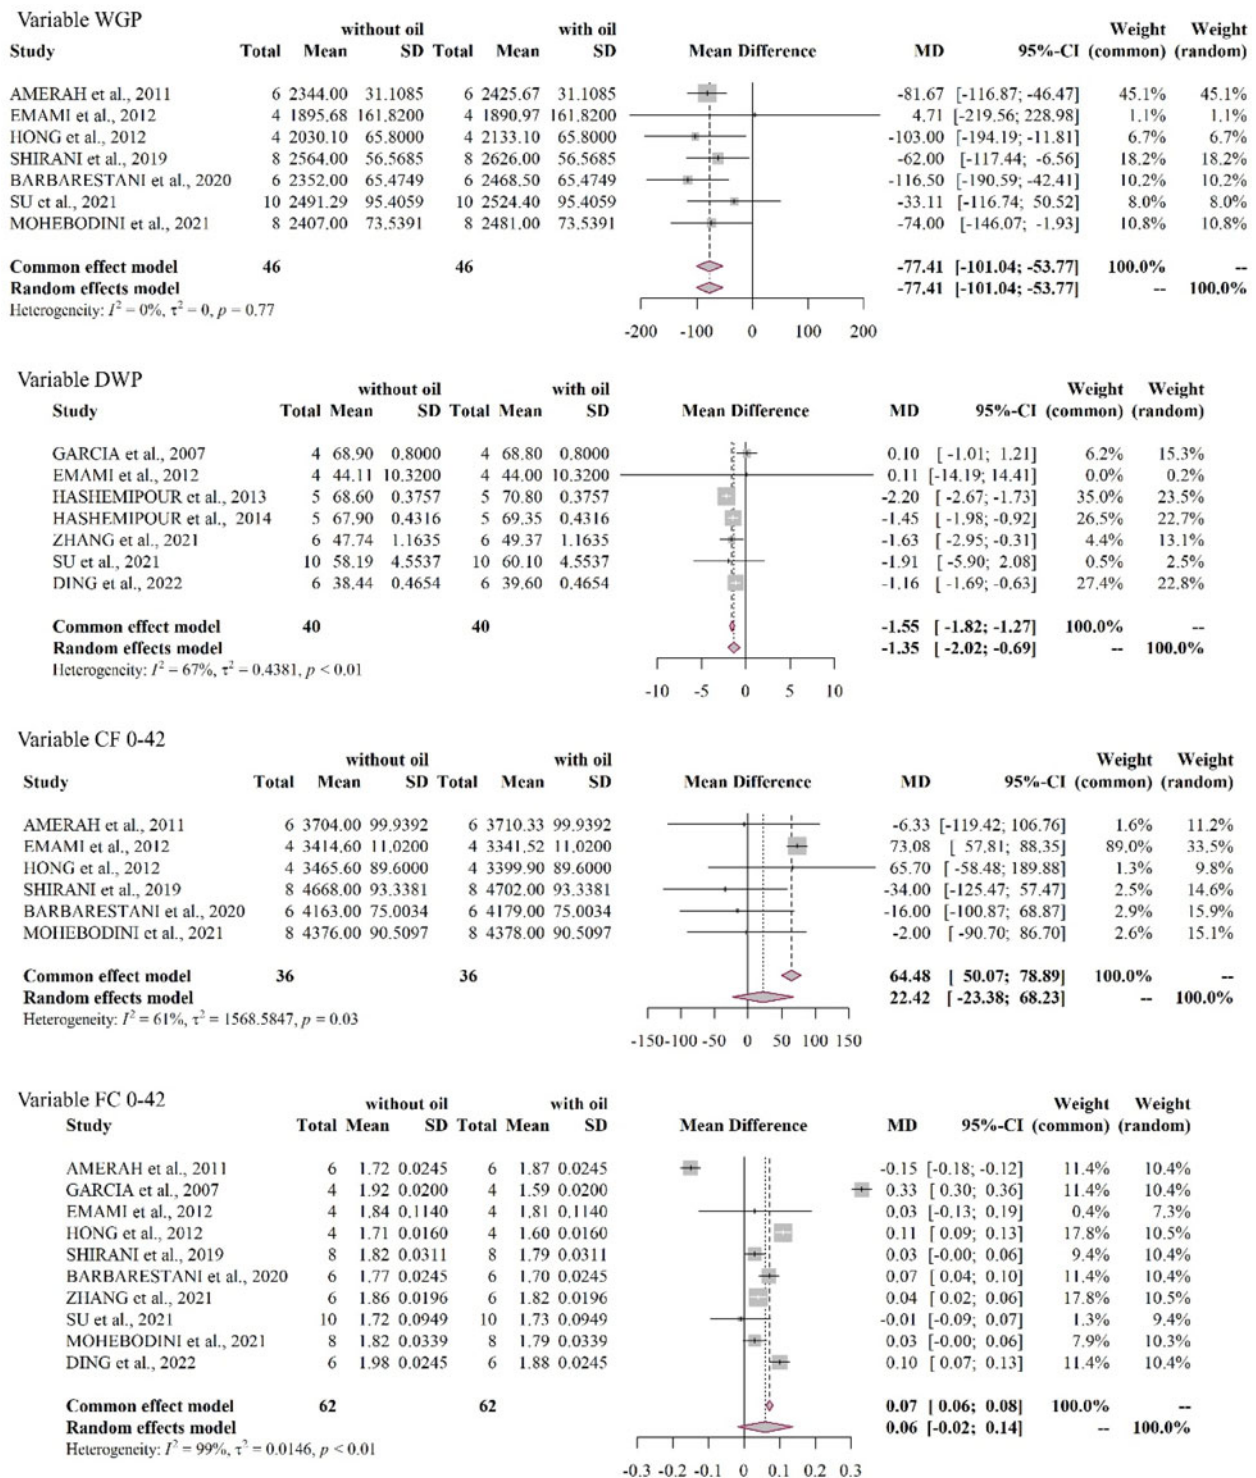 Variable WGP
without oil with oil Weight Weight
Study Total Mean SD Total Mean SD Mean Difference MD 95%-CI (common) (random)
AMERAH et al., 2011 6 2344.00 31.1085 6 2425.67 31.1085 -81.67 [-116.87; -46.47] 45.1% 45.1%
EMAMI et al., 2012 4 1895.68 161.8200 4 1890.97 161.8200 4.71 [-219.56; 228.98] 1.1% 1.1%
HONG et al., 2012 4 2030.10 65.8000 4 2133.10 65.8000 -103.00 [-194.19; -11.81] 6.7% 6.7%
SHIRANI et al., 2019 8 2564.00 56.5685 8 2626.00 56.5685 -62.00 [-117.44; -6.56] 18.2% 18.2%
BARBARESTANI et al., 2020 6 2352.00 65.4749 6 2468.50 65.4749 -116.50 [-190.59; -42.41] 10.2% 10.2%
SU et al., 2021 10 2491.29 95.4059 10 2524.40 95.4059 -33.11 [-116.74; 50.52] 8.0% 8.0%
MOHEBODINI et al., 2021 8 2407.00 73.5391 8 2481.00 73.5391 -74.00 [-146.07; -1.93] 10.8% 10.8%
Common effect model 46 46 -77.41 [-101.04; -53.77] 100.0% --
Random effects model -77.41 [-101.04; -53.77] -- 100.0%
Heterogeneity: I² = 0%, τ² = 0, p = 0.77
-200 -100 0 100 200
Variable DWP
without oil with oil Weight Weight
Study Total Mean SD Total Mean SD Mean Difference MD 95%-CI (common) (random)
GARCIA et al., 2007 4 68.90 0.8000 4 68.80 0.8000 0.10 [ -1.01; 1.21] 6.2% 15.3%
EMAMI et al., 2012 4 44.11 10.3200 4 44.00 10.3200 0.11 [-14.19; 14.41] 0.0% 0.2%
HASHEMIPOUR et al., 2013 5 68.60 0.3757 5 70.80 0.3757 -2.20 [ -2.67; -1.73] 35.0% 23.5%
HASHEMIPOUR et al., 2014 5 67.90 0.4316 5 69.35 0.4316 -1.45 [ -1.98; -0.92] 26.5% 22.7%
ZHANG et al., 2021 6 47.74 1.1635 6 49.37 1.1635 -1.63 [ -2.95; -0.31] 4.4% 13.1%
SU et al., 2021 10 58.19 4.5537 10 60.10 4.5537 -1.91 [ -5.90; 2.08] 0.5% 2.5%
DING et al., 2022 6 38.44 0.4654 6 39.60 0.4654 -1.16 [ -1.69; -0.63] 27.4% 22.8%
Common effect model 40 40 -1.55 [ -1.82; -1.27] 100.0% --
Random effects model -1.35 [ -2.02; -0.69] -- 100.0%
Heterogeneity: I² = 67%, τ² = 0.4381, p < 0.01
-10 -5 0 5 10
Variable CF 0-42
without oil with oil Weight Weight
Study Total Mean SD Total Mean SD Mean Difference MD 95%-CI (common) (random)
AMERAH et al., 2011 6 3704.00 99.9392 6 3710.33 99.9392 -6.33 [-119.42; 106.76] 1.6% 11.2%
EMAMI et al., 2012 4 3414.60 11.0200 4 3341.52 11.0200 73.08 [ 57.81; 88.35] 89.0% 33.5%
HONG et al., 2012 4 3465.60 89.6000 4 3399.90 89.6000 65.70 [ -58.48; 189.88] 1.3% 9.8%
SHIRANI et al., 2019 8 4668.00 93.3381 8 4702.00 93.3381 -34.00 [-125.47; 57.47] 2.5% 14.6%
BARBARESTANI et al., 2020 6 4163.00 75.0034 6 4179.00 75.0034 -16.00 [-100.87; 68.87] 2.9% 15.9%
MOHEBODINI et al., 2021 8 4376.00 90.5097 8 4378.00 90.5097 -2.00 [ -90.70; 86.70] 2.6% 15.1%
Common effect model 36 36 64.48 [ 50.07; 78.89] 100.0% --
Random effects model 22.42 [ -23.38; 68.23] -- 100.0%
Heterogeneity: I² = 61%, τ² = 1568.5847, p = 0.03
-150 -100 -50 0 50 100 150
Variable FC 0-42
without oil with oil Weight Weight
Study Total Mean SD Total Mean SD Mean Difference MD 95%-CI (common) (random)
AMERAH et al., 2011 6 1.72 0.0245 6 1.87 0.0245 -0.15 [-0.18; -0.12] 11.4% 10.4%
GARCIA et al., 2007 4 1.92 0.0200 4 1.59 0.0200 0.33 [ 0.30; 0.36] 11.4% 10.4%
EMAMI et al., 2012 4 1.84 0.1140 4 1.81 0.1140 0.03 [-0.13; 0.19] 0.4% 7.3%
HONG et al., 2012 4 1.71 0.0160 4 1.60 0.0160 0.11 [ 0.09; 0.13] 17.8% 10.5%
SHIRANI et al., 2019 8 1.82 0.0311 8 1.79 0.0311 0.03 [-0.00; 0.06] 9.4% 10.4%
BARBARESTANI et al., 2020 6 1.77 0.0245 6 1.70 0.0245 0.07 [ 0.04; 0.10] 11.4% 10.4%
ZHANG et al., 2021 6 1.86 0.0196 6 1.82 0.0196 0.04 [ 0.02; 0.06] 17.8% 10.5%
SU et al., 2021 10 1.72 0.0949 10 1.73 0.0949 -0.01 [-0.09; 0.07] 1.3% 9.4%
MOHEBODINI et al., 2021 8 1.82 0.0339 8 1.79 0.0339 0.03 [-0.00; 0.06] 7.9% 10.3%
DING et al., 2022 6 1.98 0.0245 6 1.88 0.0245 0.10 [ 0.07; 0.13] 11.4% 10.4%
Common effect model 62 62 0.07 [ 0.06; 0.08] 100.0% --
Random effects model 0.06 [-0.02; 0.14] -- 100.0%
Heterogeneity: I² = 99%, τ² = 0.0146, p < 0.01
-0.3 -0.2 -0.1 0 0.1 0.2 0.3